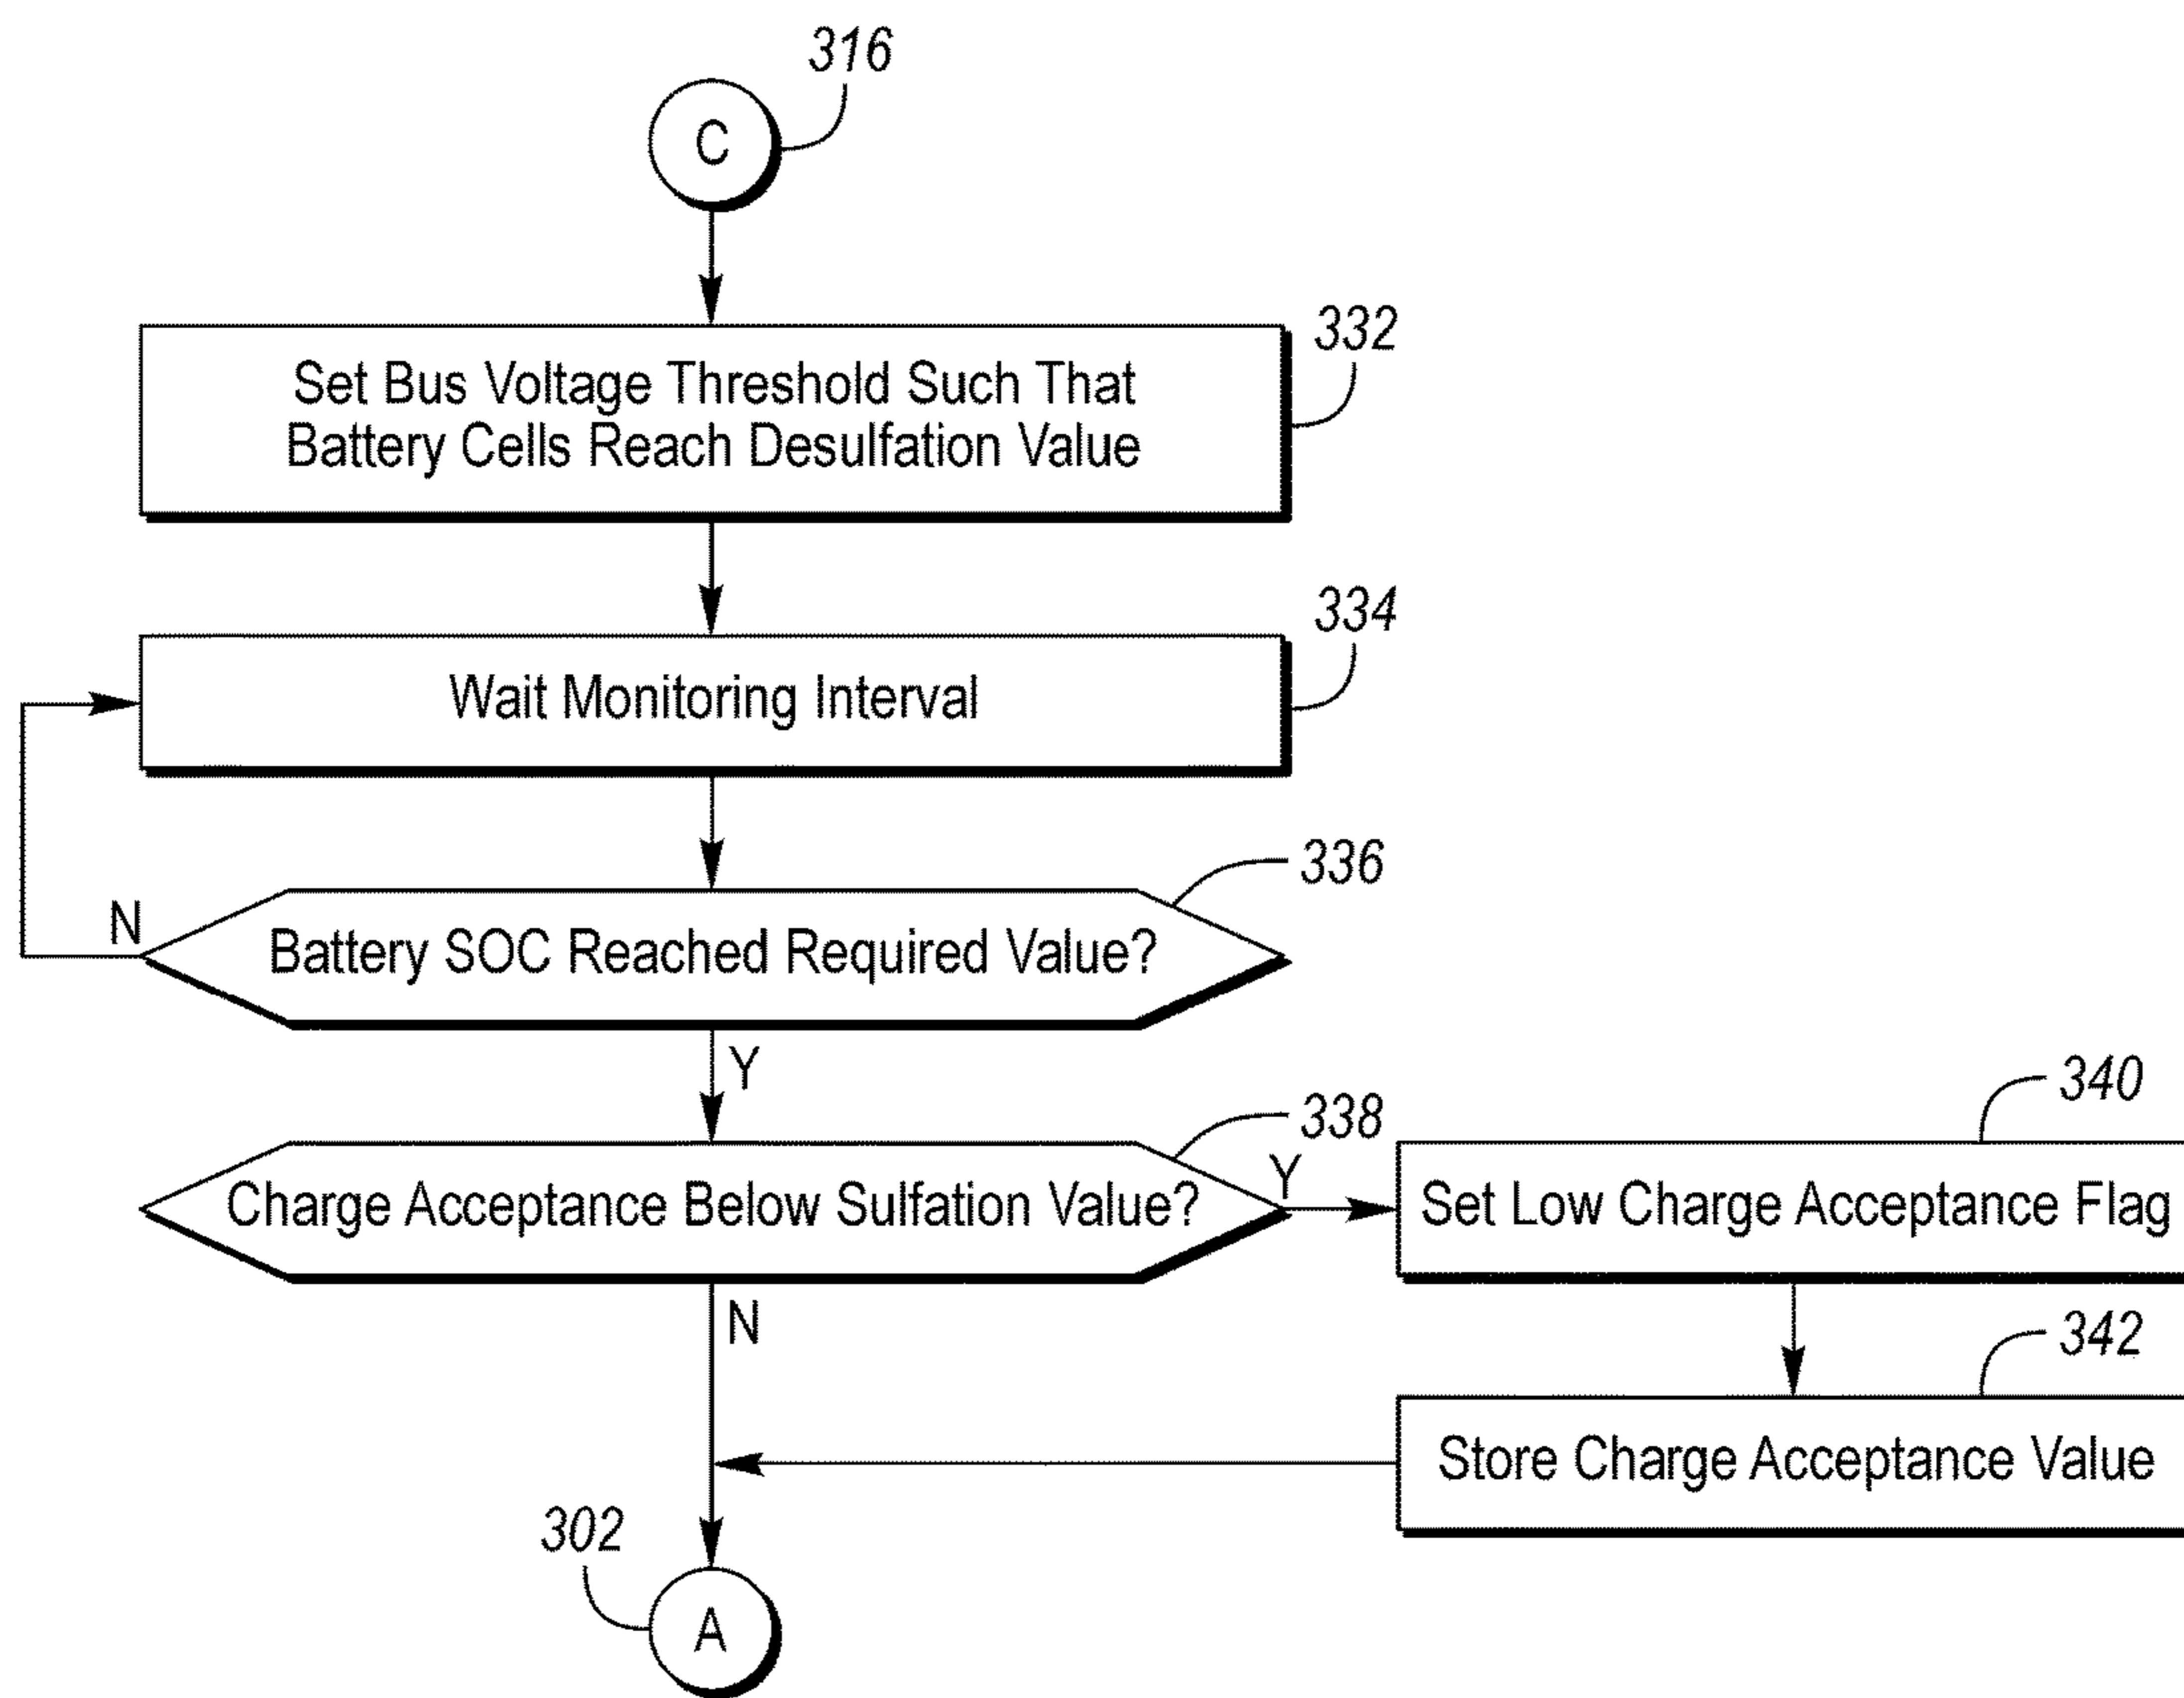 316
C
332
Set Bus Voltage Threshold Such That
Battery Cells Reach Desulfation Value
334
Wait Monitoring Interval
336
N
Battery SOC Reached Required Value?
Y
338
340
Charge Acceptance Below Sulfation Value?
Y
Set Low Charge Acceptance Flag
N
342
Store Charge Acceptance Value
302
A